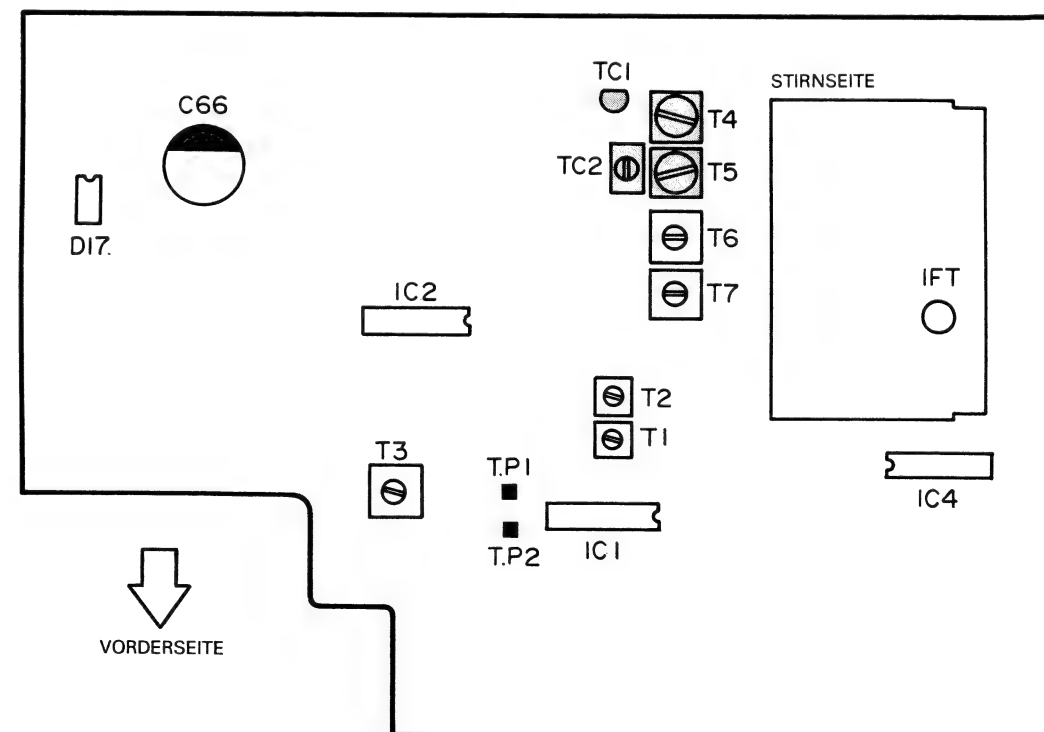 TC1
STIRNSEITE
C66
T4
TC2
T5
D17.
T6
IFT
IC2
T7
T2
T1
T3
T.P1
IC4
T.P2
IC1
VORDERSEITE